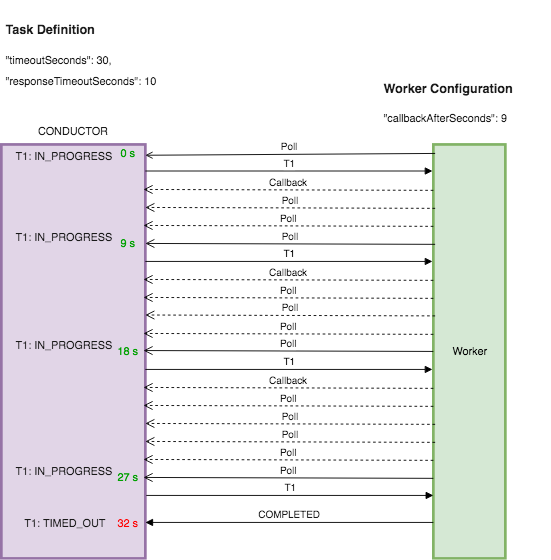 Task Definition
"timeoutSeconds": 30,
"responseTimeoutSeconds": 10
Worker Configuration
"callbackAfterSeconds": 9
CONDUCTOR
T1: IN_PROGRESS 0 s
Poll
T1
Callback
Poll
Poll
T1: IN_PROGRESS 9 s
Poll
T1
Callback
Poll
Poll
Poll
T1: IN_PROGRESS 18 s
Poll
Worker
T1
Callback
Poll
Poll
Poll
Poll
T1: IN_PROGRESS 27 s
Poll
T1
COMPLETED
T1: TIMED_OUT 32 s